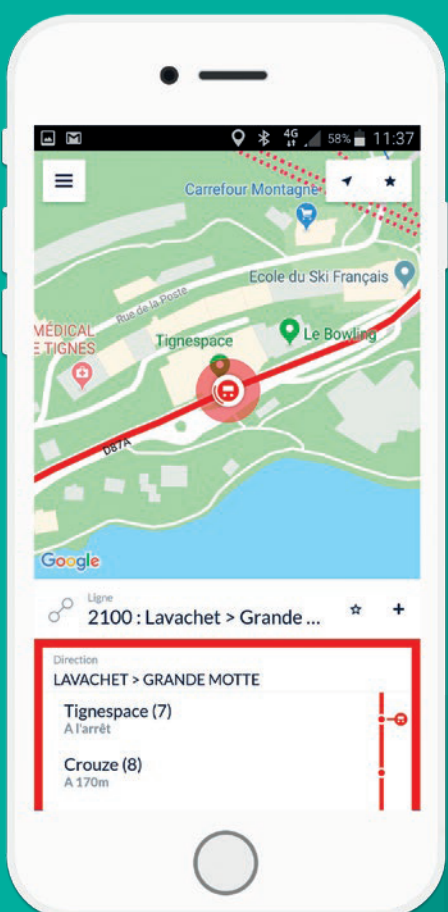 4G
58%
11:37
Carrefour Montagne
Ecole du Ski Français
Rue de la Poste
MÉDICAL
E TIGNES
Tignespace
Le Bowling
D87A
Google
Ligne
2100 : Lavachet > Grande ...
Direction
LAVACHET > GRANDE MOTTE
Tignespace (7)
A l'arrêt
Crouze (8)
A 170m